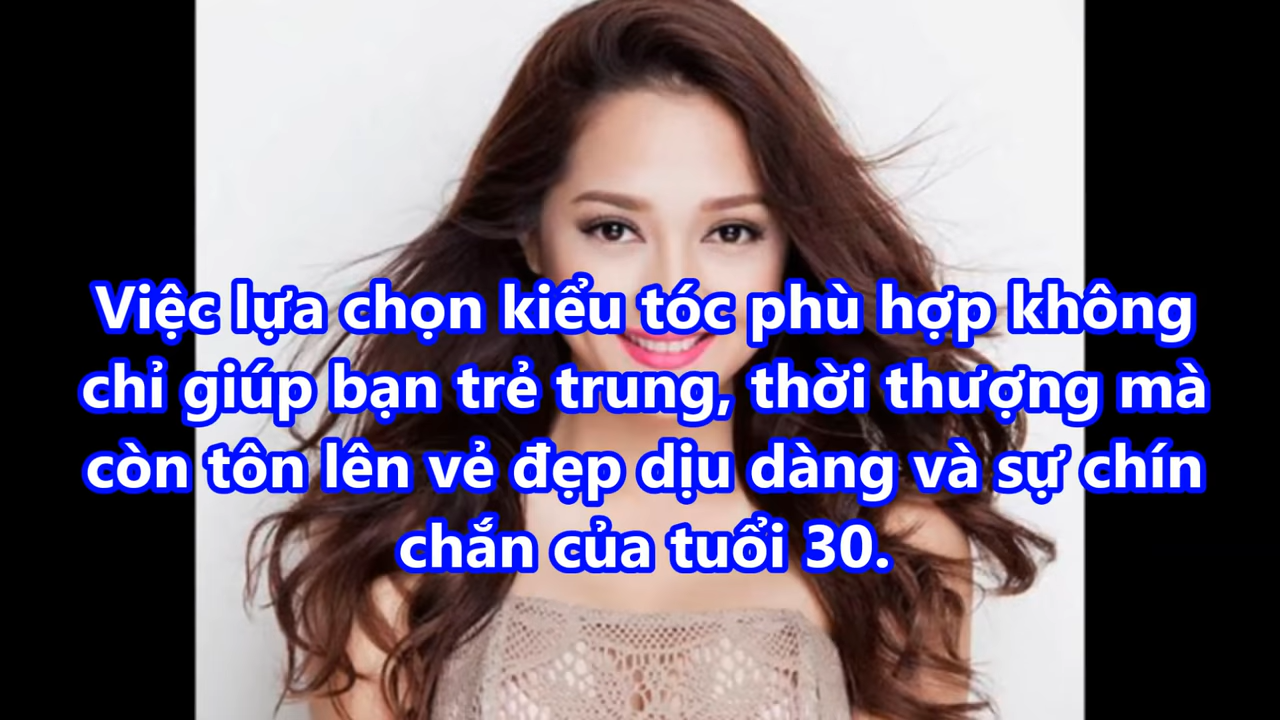 Việc lựa chọn kiểu tóc phù hợp không
chỉ giúp bạn trẻ trung, thời thượng mà
còn tôn lên vẻ đẹp dịu dàng và sự chín
chắn của tuổi 30.